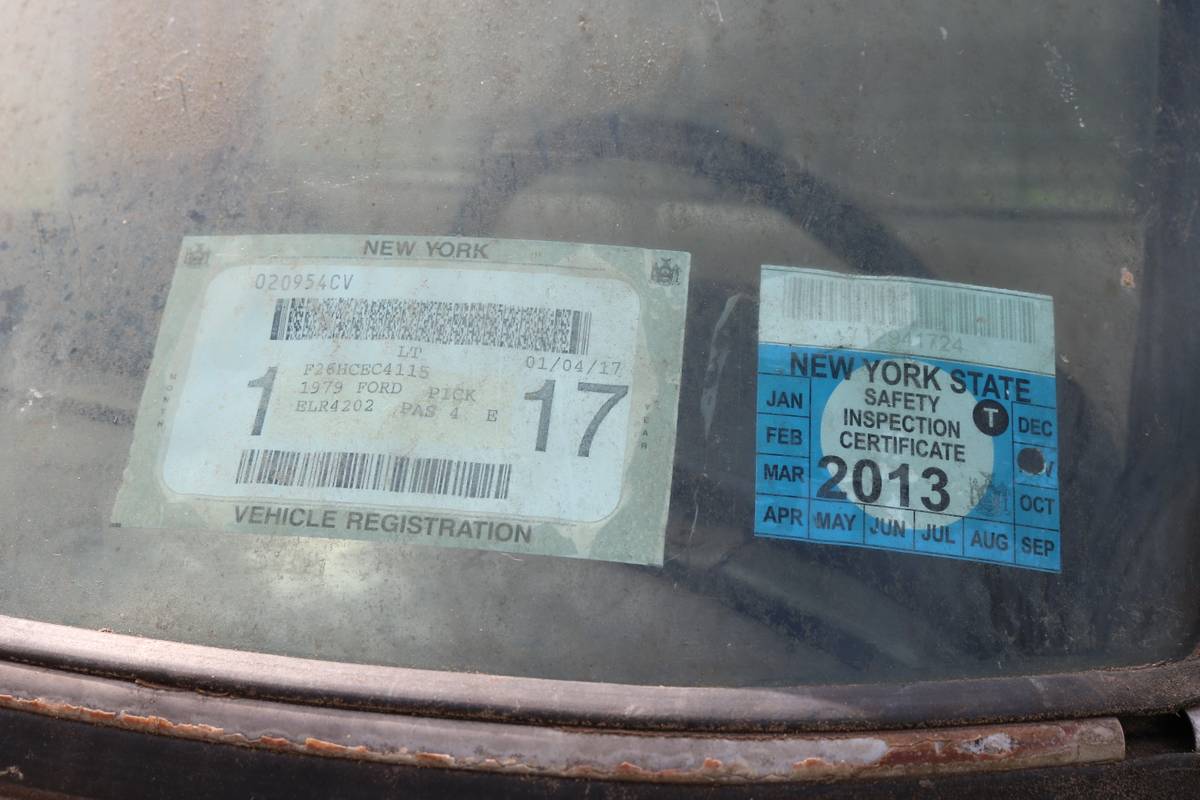 NEW YORK
020954CV
LT
F26HCEC4115 01/04/17
1979 FORD PICK
ELR4202 PAS 4 E
1 17
YEAR
VEHICLE REGISTRATION
NEW YORK STATE
SAFETY
INSPECTION
CERTIFICATE
2013
T
JAN
FEB
MAR
APR MAY JUN JUL AUG SEP
OCT
DEC